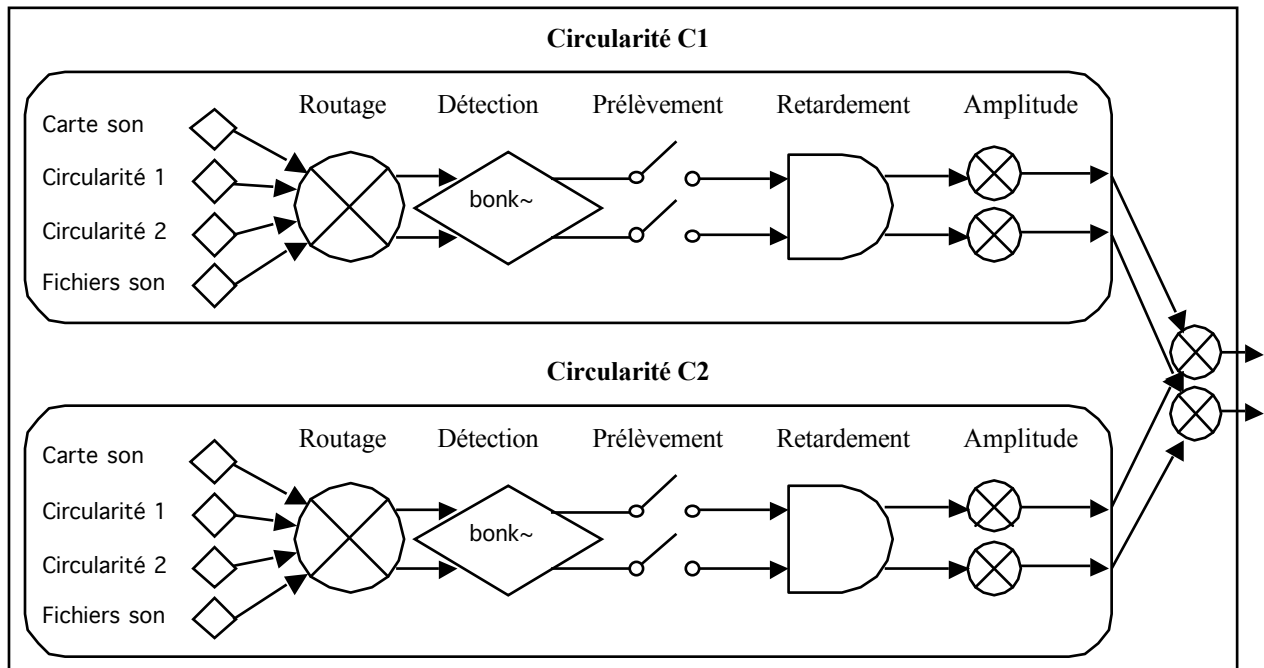 Circularité C1
Routage Détection Prélèvement Retardement Amplitude
Carte son
Circularité 1
bonk~
Circularité 2
Fichiers son
Circularité C2
Routage Détection Prélèvement Retardement Amplitude
Carte son
Circularité 1
bonk~
Circularité 2
Fichiers son